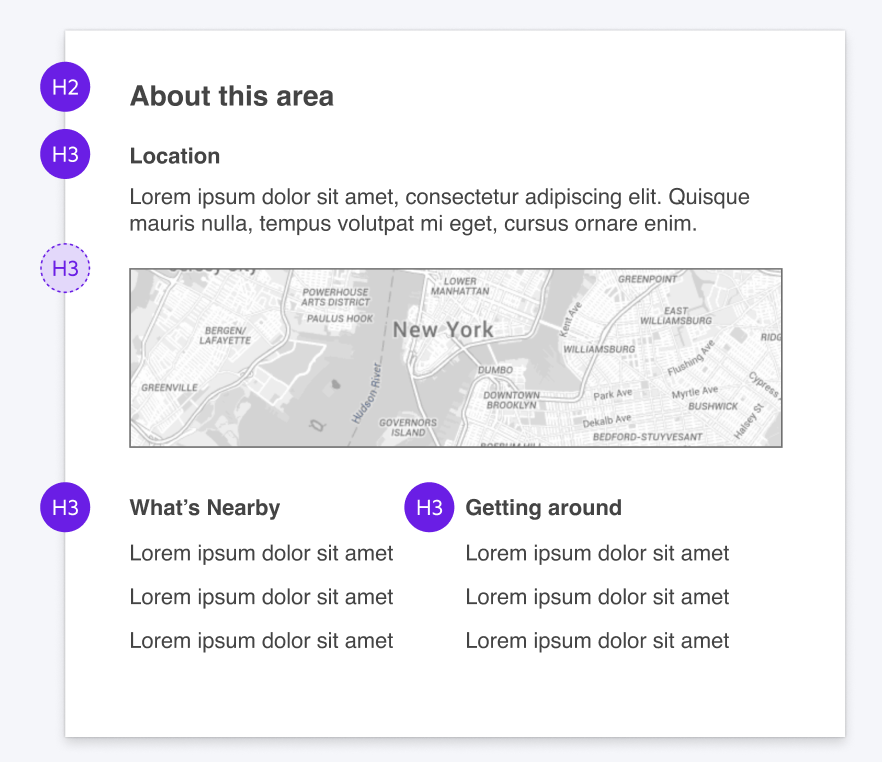 H2
About this area
H3
Location
Lorem ipsum dolor sit amet, consectetur adipiscing elit. Quisque
mauris nulla, tempus volutpat mi eget, cursus ornare enim.
H3
POWERHOUSE
ARTS DISTRICT
PAULUS HOOK
BERGEN/
LAFAYETTE
GREENVILLE
Hudson River
LOWER
MANHATTAN
New York
GOVERNORS
ISLAND
DUMBO
DOWNTOWN
BROOKLYN
Kent Ave
GREENPOINT
EAST
WILLIAMSBURG
WILLIAMSBURG
Flushing Ave
Park Ave
Myrtle Ave
BUSHWICK
Dekalb Ave
BEDFORD-STUYVESANT
Halsey St
Cypress
RIDG
H3
What’s Nearby
Lorem ipsum dolor sit amet
Lorem ipsum dolor sit amet
Lorem ipsum dolor sit amet
H3
Getting around
Lorem ipsum dolor sit amet
Lorem ipsum dolor sit amet
Lorem ipsum dolor sit amet